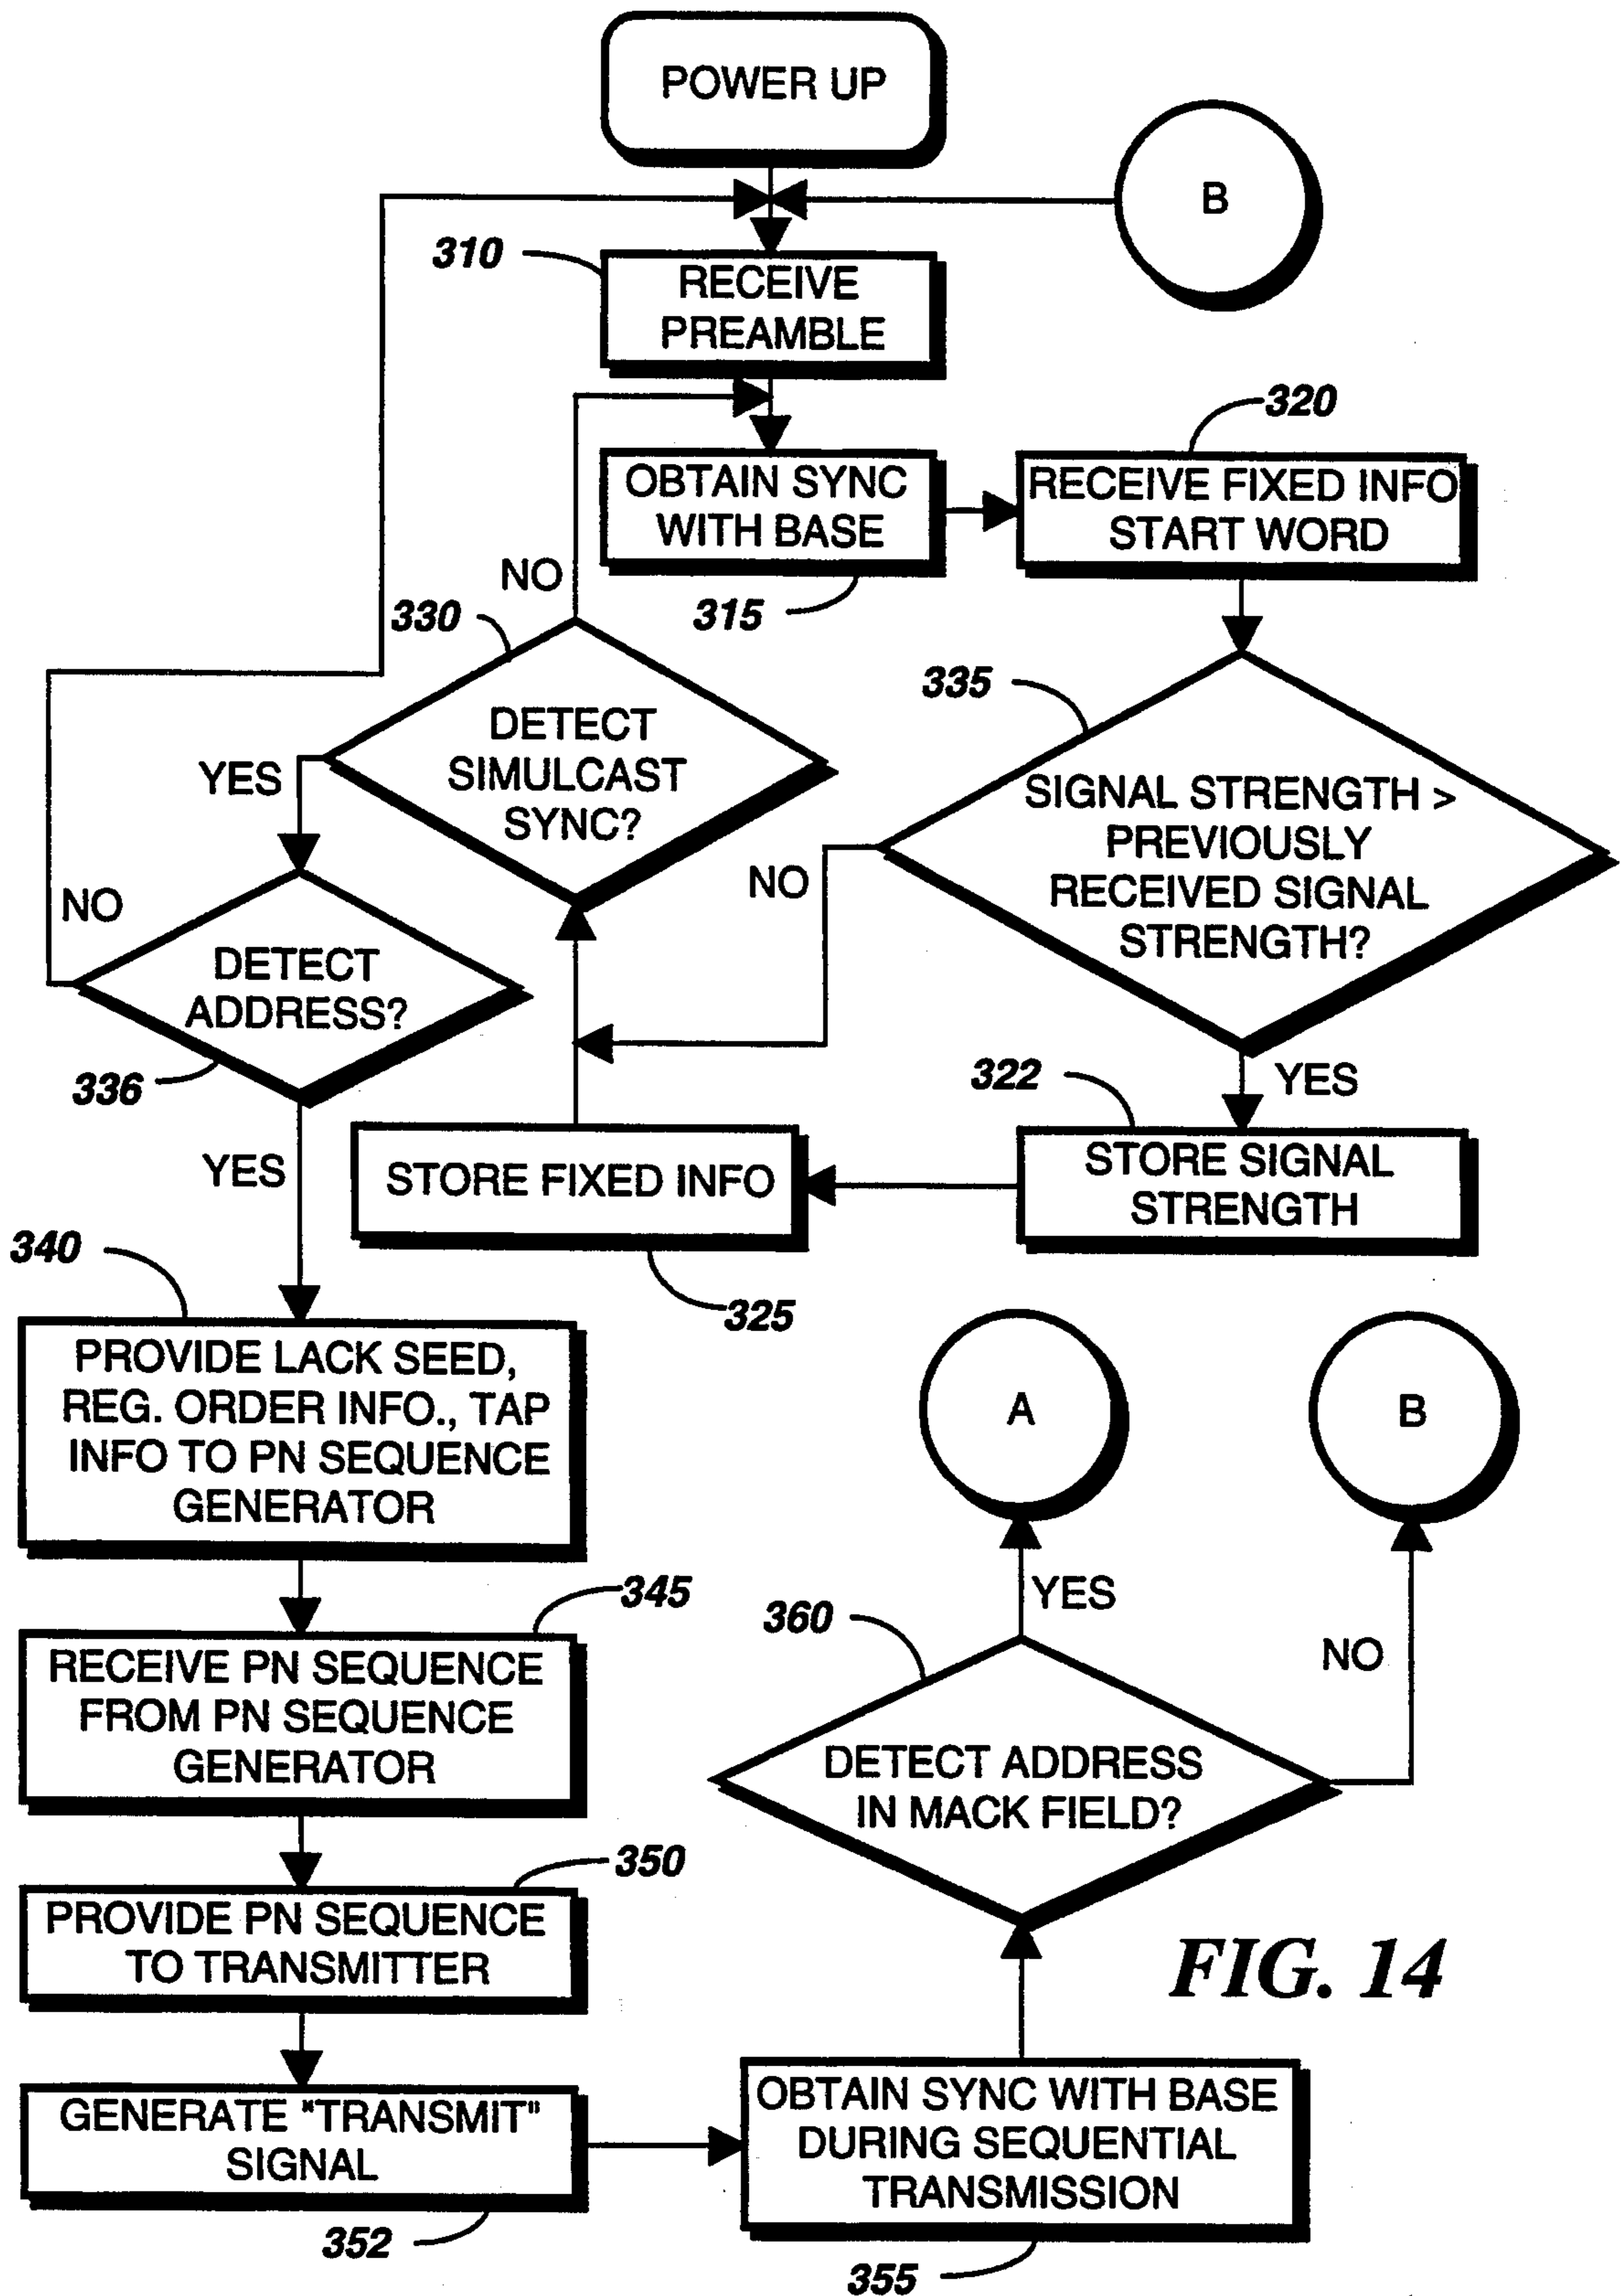 POWER UP
B
310
RECEIVE
PREAMBLE
320
OBTAIN SYNC
WITH BASE
RECEIVE FIXED INFO
START WORD
NO
315
330
335
DETECT
SIMULCAST
SYNC?
YES
SIGNAL STRENGTH >
PREVIOUSLY
RECEIVED SIGNAL
STRENGTH?
NO
NO
DETECT
ADDRESS?
336
322
YES
YES
STORE FIXED INFO
STORE SIGNAL
STRENGTH
340
325
PROVIDE LACK SEED,
REG. ORDER INFO., TAP
INFO TO PN SEQUENCE
GENERATOR
A
B
345
YES
360
NO
RECEIVE PN SEQUENCE
FROM PN SEQUENCE
GENERATOR
DETECT ADDRESS
IN MACK FIELD?
350
PROVIDE PN SEQUENCE
TO TRANSMITTER
FIG. 14
GENERATE "TRANSMIT"
SIGNAL
OBTAIN SYNC WITH BASE
DURING SEQUENTIAL
TRANSMISSION
352
355